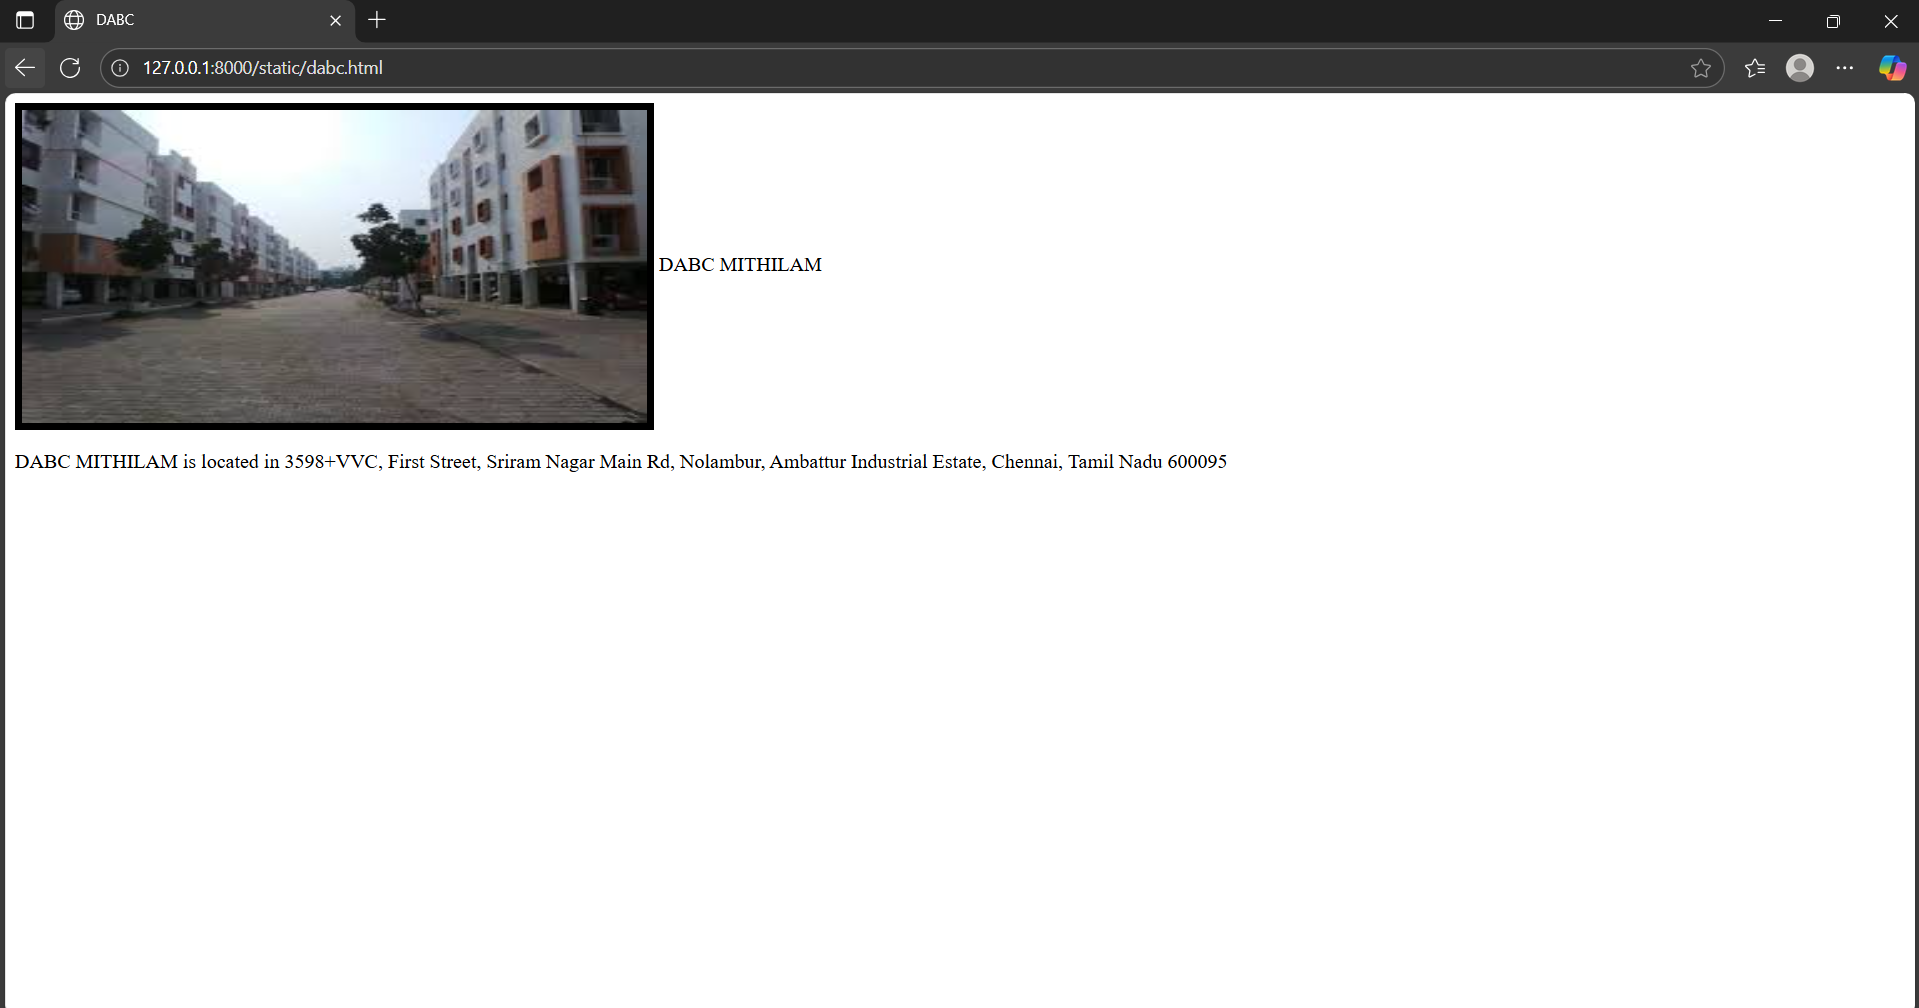 DABC
127.0.0.1:8000/static/dabc.html
DABC MITHILAM
DABC MITHILAM is located in 3598+VVC, First Street, Sriram Nagar Main Rd, Nolambur, Ambattur Industrial Estate, Chennai, Tamil Nadu 600095